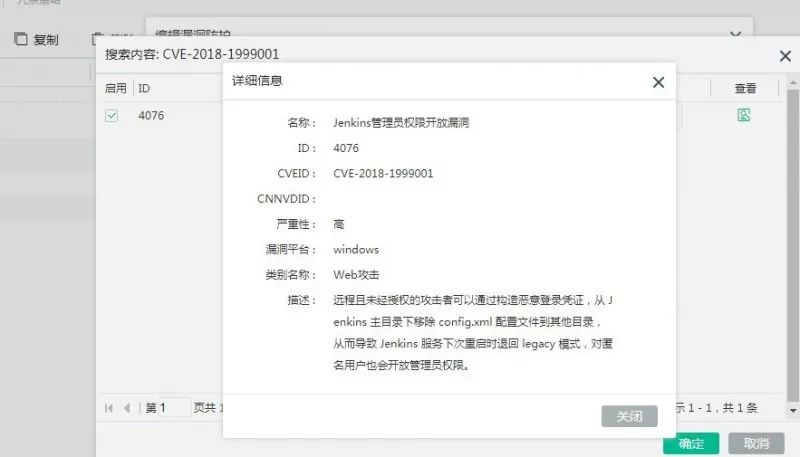 复制
编辑漏洞防护
搜索内容: CVE-2018-1999001
启用 ID 查看
4076
详细信息
名称： Jenkins管理员权限开放漏洞
ID： 4076
CVEID： CVE-2018-1999001
CNNVDID：
严重性： 高
漏洞平台： windows
类别名称： Web攻击
描述： 远程且未经授权的攻击者可以通过构造恶意登录凭证，从 J
enkins 主目录下移除 config.xml 配置文件到其他目录，
从而导致 Jenkins 服务下次重启时退回 legacy 模式，对匿
名用户也会开放管理员权限。
关闭
第 1 页共 1
示 1 - 1，共 1 条
确定 取消